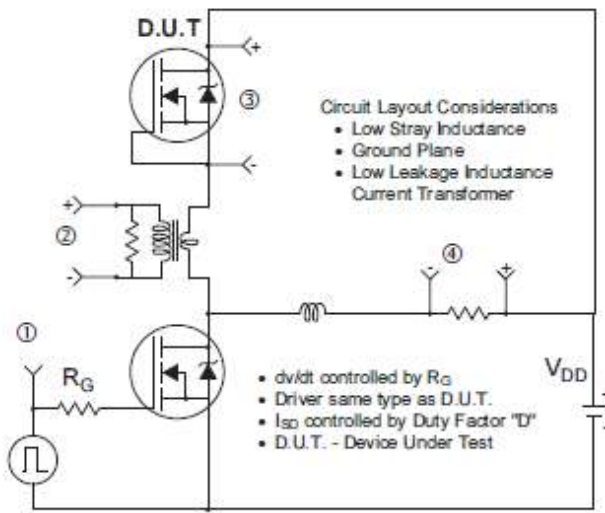 D.U.T
+
③
-
Circuit Layout Considerations
• Low Stray Inductance
• Ground Plane
• Low Leakage Inductance
Current Transformer
+
②
-
④
- +
①
RG
VDD
• dv/dt controlled by RG
• Driver same type as D.U.T.
• ISD controlled by Duty Factor "D"
• D.U.T. - Device Under Test
+
-